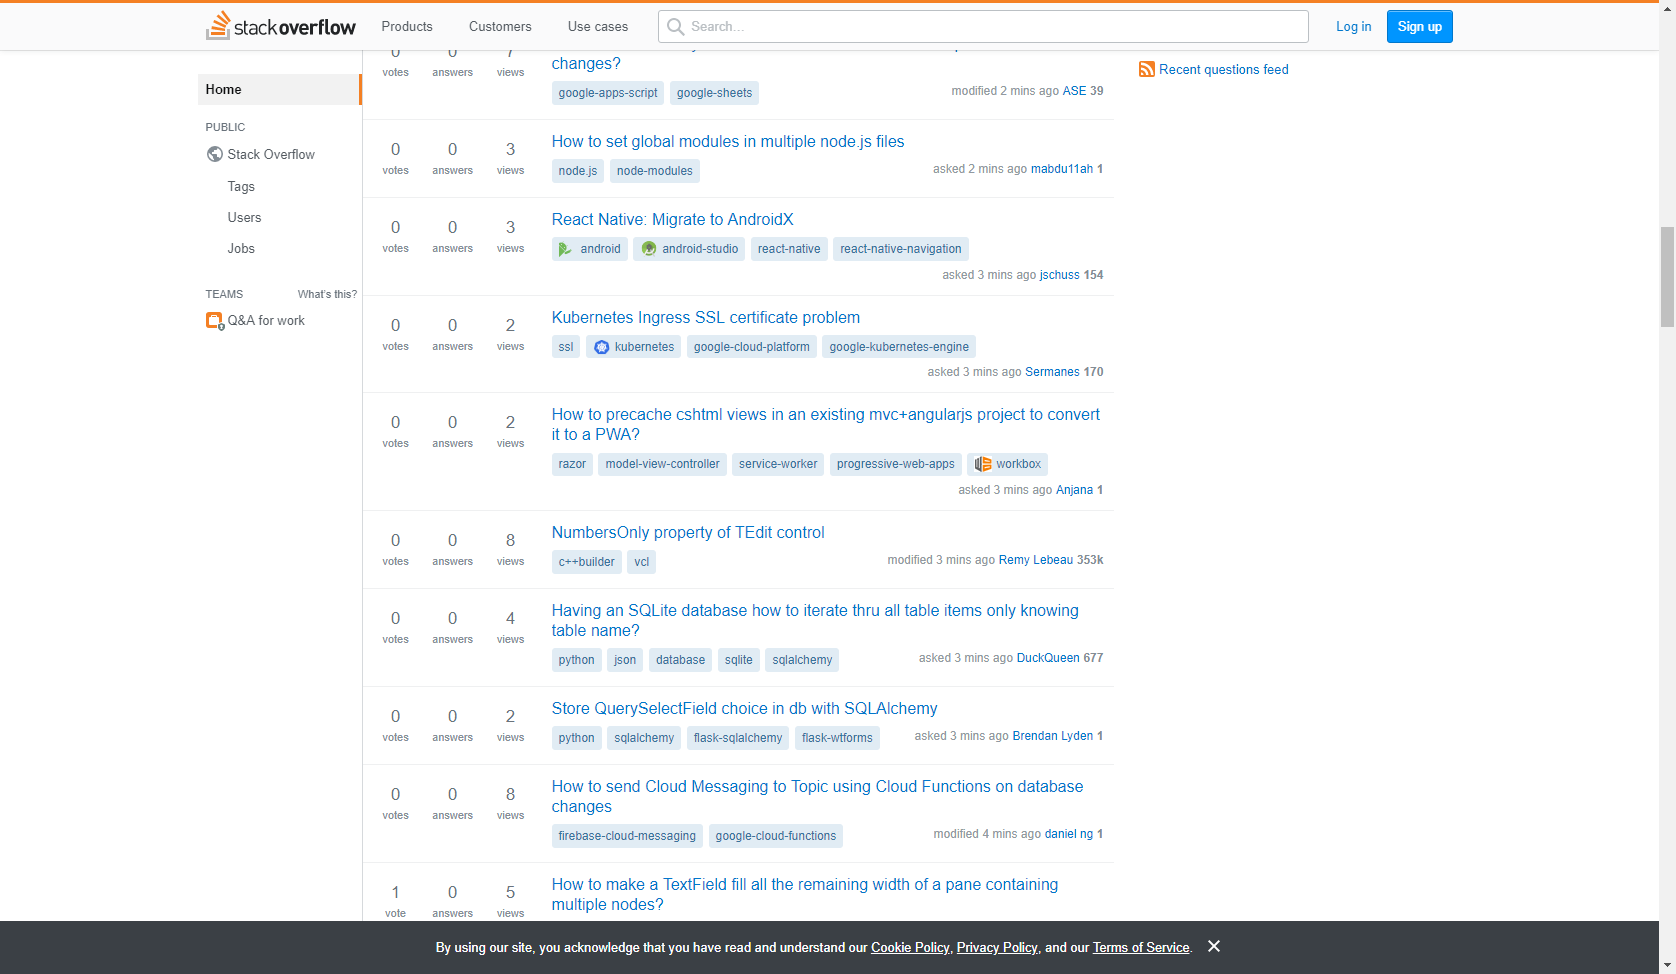 stackoverflow
Products
Customers
Use cases
Search...
Log in
Sign up
Home
PUBLIC
Stack Overflow
Tags
Users
Jobs
TEAMS
What's this?
Q&A for work
0 0 7
votes answers views
changes?
google-apps-script google-sheets
modified 2 mins ago ASE 39
0 0 3
votes answers views
How to set global modules in multiple node.js files
node.js node-modules
asked 2 mins ago mabdu11ah 1
0 0 3
votes answers views
React Native: Migrate to AndroidX
android android-studio react-native react-native-navigation
asked 3 mins ago jschuss 154
0 0 2
votes answers views
Kubernetes Ingress SSL certificate problem
ssl kubernetes google-cloud-platform google-kubernetes-engine
asked 3 mins ago Sermanes 170
0 0 2
votes answers views
How to precache cshtml views in an existing mvc+angularjs project to convert
it to a PWA?
razor model-view-controller service-worker progressive-web-apps workbox
asked 3 mins ago Anjana 1
0 0 8
votes answers views
NumbersOnly property of TEdit control
c++builder vcl
modified 3 mins ago Remy Lebeau 353k
0 0 4
votes answers views
Having an SQLite database how to iterate thru all table items only knowing
table name?
python json database sqlite sqlalchemy
asked 3 mins ago DuckQueen 677
0 0 2
votes answers views
Store QuerySelectField choice in db with SQLAlchemy
python sqlalchemy flask-sqlalchemy flask-wtforms
asked 3 mins ago Brendan Lyden 1
0 0 8
votes answers views
How to send Cloud Messaging to Topic using Cloud Functions on database
changes
firebase-cloud-messaging google-cloud-functions
modified 4 mins ago daniel ng 1
1 0 5
vote answers views
How to make a TextField fill all the remaining width of a pane containing
multiple nodes?
Recent questions feed
By using our site, you acknowledge that you have read and understand our Cookie Policy, Privacy Policy, and our Terms of Service.